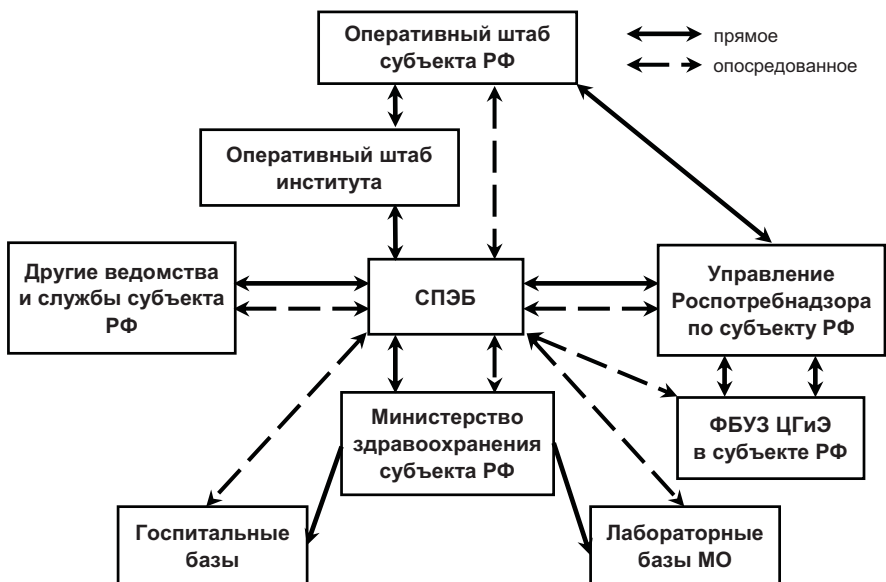 Оперативный штаб
субъекта РФ
прямое
опосредованное
Оперативный штаб
института
Другие ведомства
и службы субъекта
РФ
СПЭБ
Управление
Роспотребнадзора
по субъекту РФ
Министерство
здравоохранения
субъекта РФ
ФБУЗ ЦГиЭ
в субъекте РФ
Госпитальные
базы
Лабораторные
базы МО